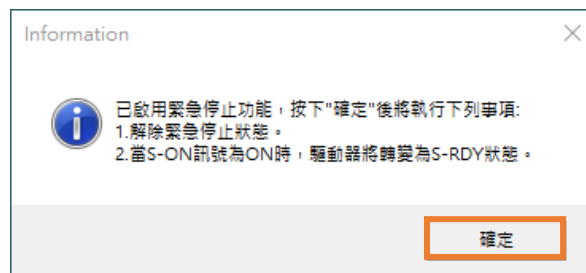 Information
已啟用緊急停止功能，按下"確定"後將執行下列事項:
1.解除緊急停止狀態。
2.當S-ON訊號為ON時，驅動器將轉變為S-RDY狀態。
確定